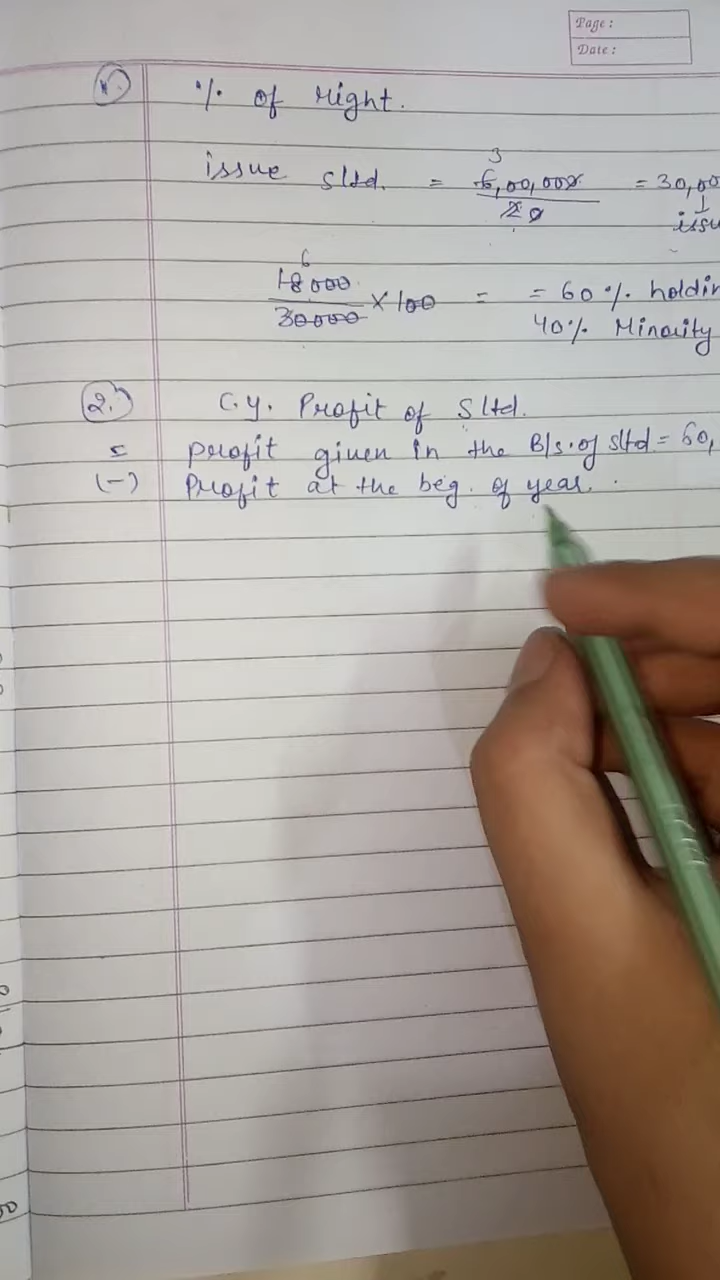 Page :
Date :
1. % of right.
3
issue s ltd. = 6,00,000 = 30,00
20
issu
6
18000
30000 × 100 = = 60% holdin
40% Minority
2. C.Y. Profit of S ltd.
= profit given in the B/s. of s ltd = 60,
(-) Profit at the beg. of year.